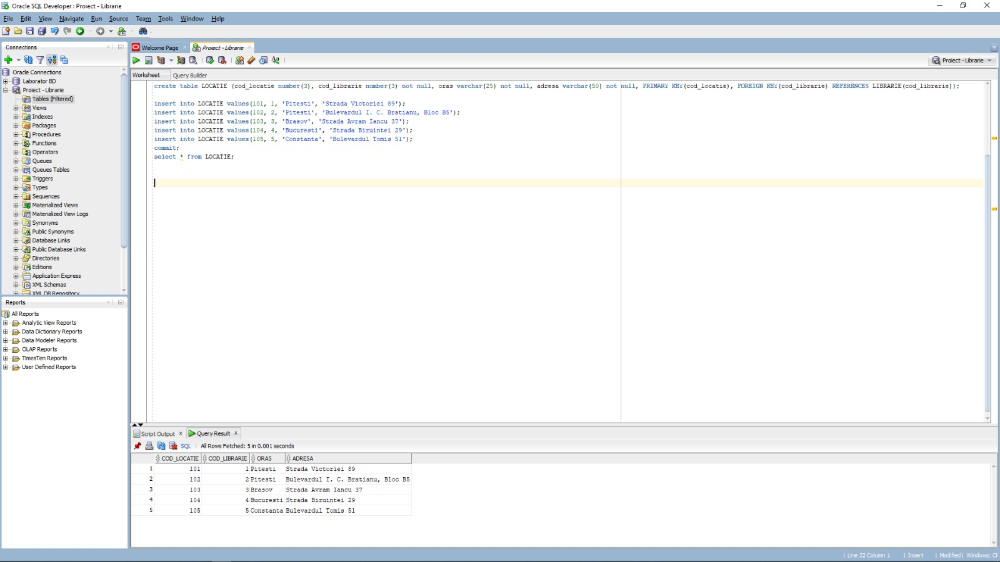 Oracle SQL Developer : Proiect - Librarie
File Edit View Navigate Run Source Team Tools Window Help
Connections
Oracle Connections
Laborator BD
Proiect - Librarie
Tables (Filtered)
Views
Indexes
Packages
Procedures
Functions
Operators
Queues
Queues Tables
Triggers
Types
Sequences
Materialized Views
Materialized View Logs
Synonyms
Public Synonyms
Database Links
Public Database Links
Directories
Editions
Application Express
XML Schemas
XML DB Repository
Reports
All Reports
Analytic View Reports
Data Dictionary Reports
Data Modeler Reports
OLAP Reports
TimesTen Reports
User Defined Reports
Welcome Page
Proiect - Librarie
Proiect - Librarie
Worksheet Query Builder
create table LOCATIE (cod_locatie number(3), cod_librarie number(3) not null, oras varchar(25) not null, adresa varchar(50) not null, PRIMARY KEY(cod_locatie), FOREIGN KEY(cod_librarie) REFERENCES LIBRARIE(cod_librarie));
insert into LOCATIE values(101, 1, 'Pitesti', 'Strada Victoriei 89');
insert into LOCATIE values(102, 2, 'Pitesti', 'Bulevardul I. C. Bratianu, Bloc B5');
insert into LOCATIE values(103, 3, 'Brasov', 'Strada Avram Iancu 37');
insert into LOCATIE values(104, 4, 'Bucuresti', 'Strada Biruintei 29');
insert into LOCATIE values(105, 5, 'Constanta', 'Bulevardul Tomis 51');
commit;
select * from LOCATIE;
Script Output Query Result
SQL All Rows Fetched: 5 in 0.001 seconds
COD_LOCATIE COD_LIBRARIE ORAS ADRESA
1 101 1 Pitesti Strada Victoriei 89
2 102 2 Pitesti Bulevardul I. C. Bratianu, Bloc B5
3 103 3 Brasov Strada Avram Iancu 37
4 104 4 Bucuresti Strada Biruintei 29
5 105 5 Constanta Bulevardul Tomis 51
Line 22 Column 1 | Insert | Modified | Windows: CF